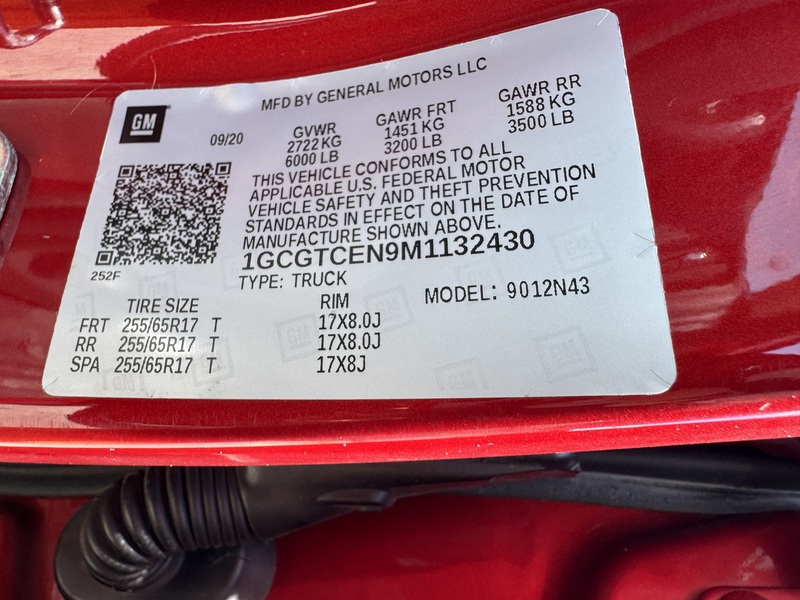 GM
MFD BY GENERAL MOTORS LLC
09/20
GVWR
2722 KG
6000 LB
GAWR FRT
1451 KG
3200 LB
GAWR RR
1588 KG
3500 LB
THIS VEHICLE CONFORMS TO ALL
APPLICABLE U.S. FEDERAL MOTOR
VEHICLE SAFETY AND THEFT PREVENTION
STANDARDS IN EFFECT ON THE DATE OF
MANUFACTURE SHOWN ABOVE.
1GCGTCEN9M1132430
252F
TYPE: TRUCK
MODEL: 9012N43
TIRE SIZE RIM
FRT 255/65R17 T 17X8.0J
RR 255/65R17 T 17X8.0J
SPA 255/65R17 T 17X8J